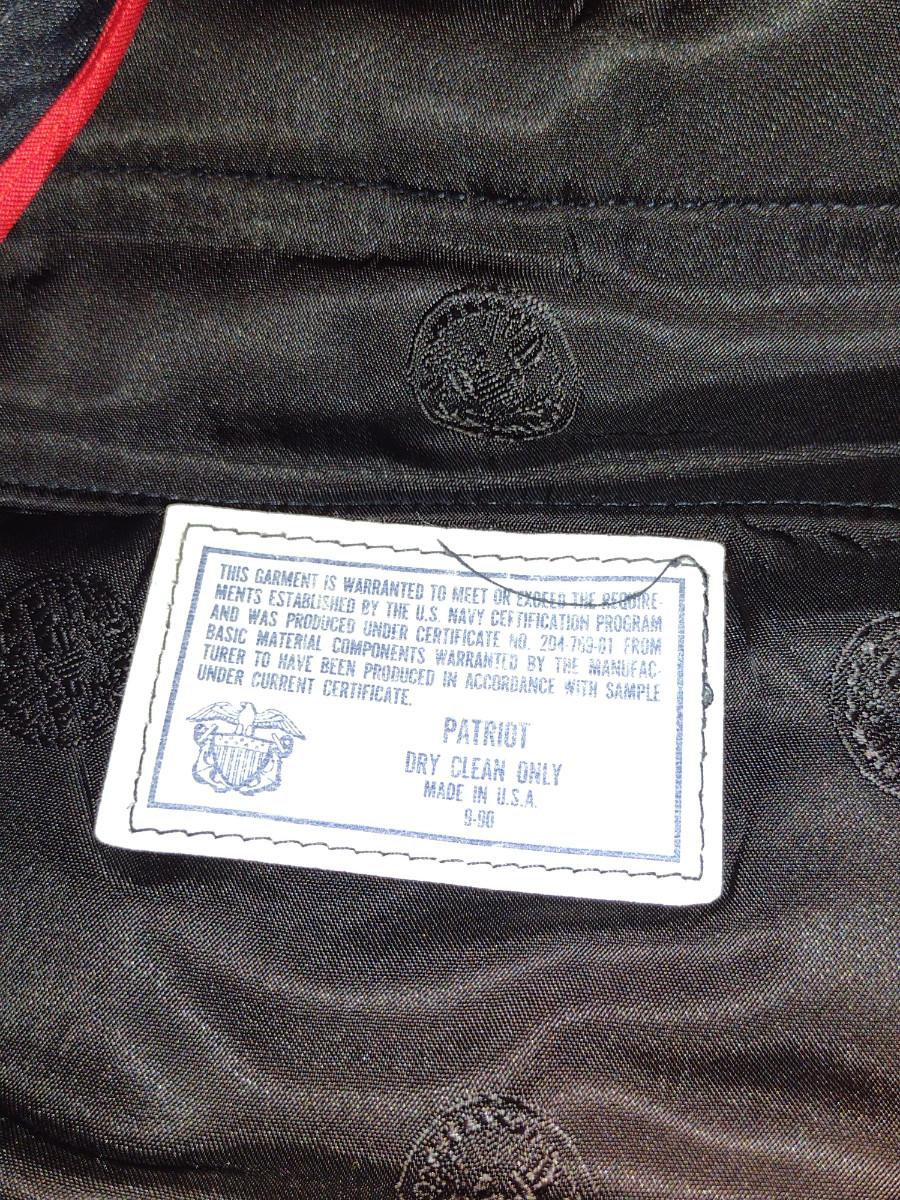 THIS GARMENT IS WARRANTED TO MEET OR EXCEED THE REQUIRE-
MENTS ESTABLISHED BY THE U.S. NAVY CERTIFICATION PROGRAM
AND WAS PRODUCED UNDER CERTIFICATE NO. 204-769-01 FROM
BASIC MATERIAL COMPONENTS WARRANTED BY THE MANUFAC-
TURER TO HAVE BEEN PRODUCED IN ACCORDANCE WITH SAMPLE
UNDER CURRENT CERTIFICATE.
PATRIOT
DRY CLEAN ONLY
MADE IN U.S.A.
9-90